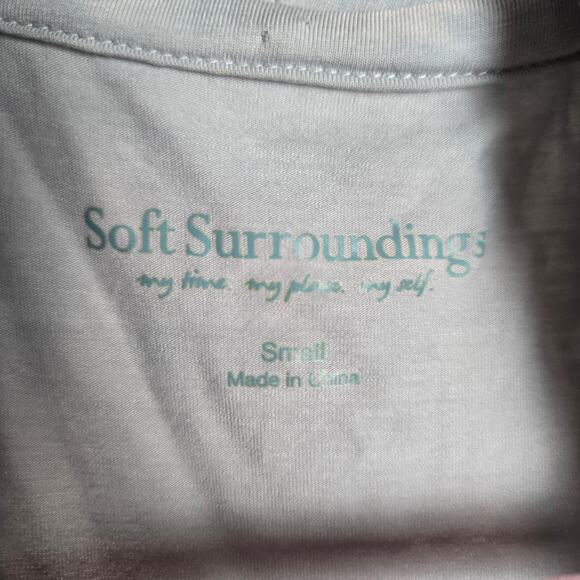 Soft Surroundings
my time. my place. my self.
Small
Made in China